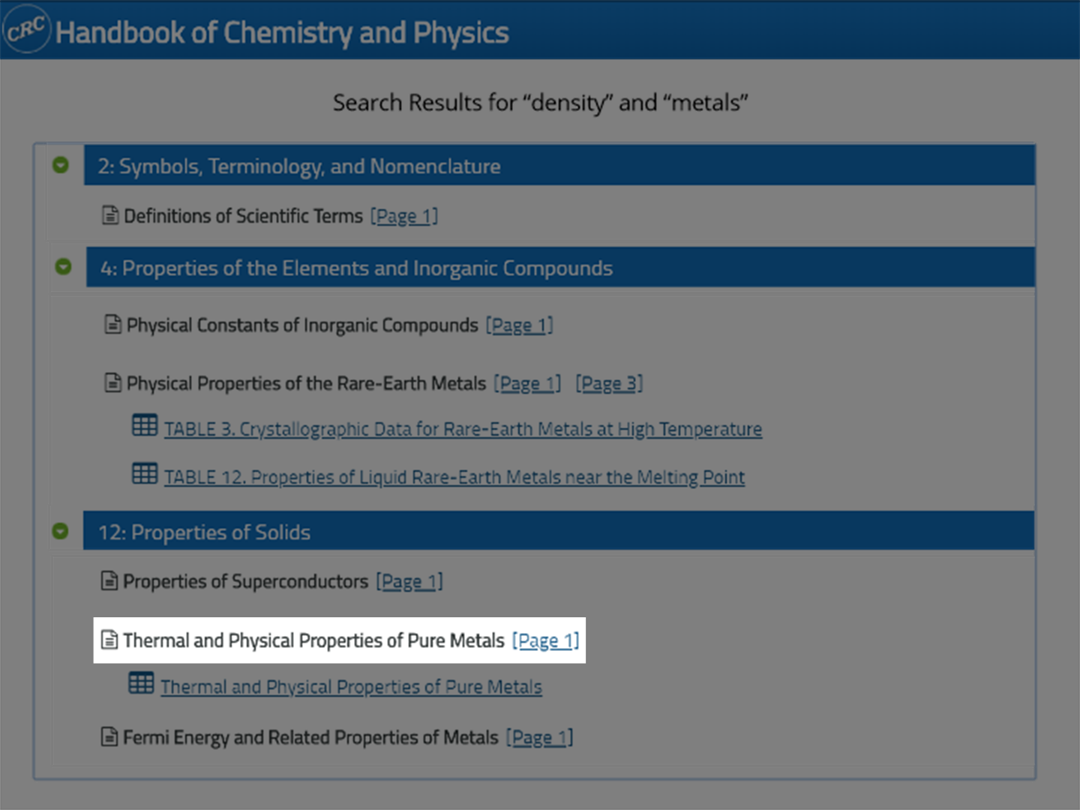 CRC Handbook of Chemistry and Physics
Search Results for “density” and “metals”
2: Symbols, Terminology, and Nomenclature
Definitions of Scientific Terms [Page 1]
4: Properties of the Elements and Inorganic Compounds
Physical Constants of Inorganic Compounds [Page 1]
Physical Properties of the Rare-Earth Metals [Page 1] [Page 3]
TABLE 3. Crystallographic Data for Rare-Earth Metals at High Temperature
TABLE 12. Properties of Liquid Rare-Earth Metals near the Melting Point
12: Properties of Solids
Properties of Superconductors [Page 1]
Thermal and Physical Properties of Pure Metals [Page 1]
Thermal and Physical Properties of Pure Metals
Fermi Energy and Related Properties of Metals [Page 1]